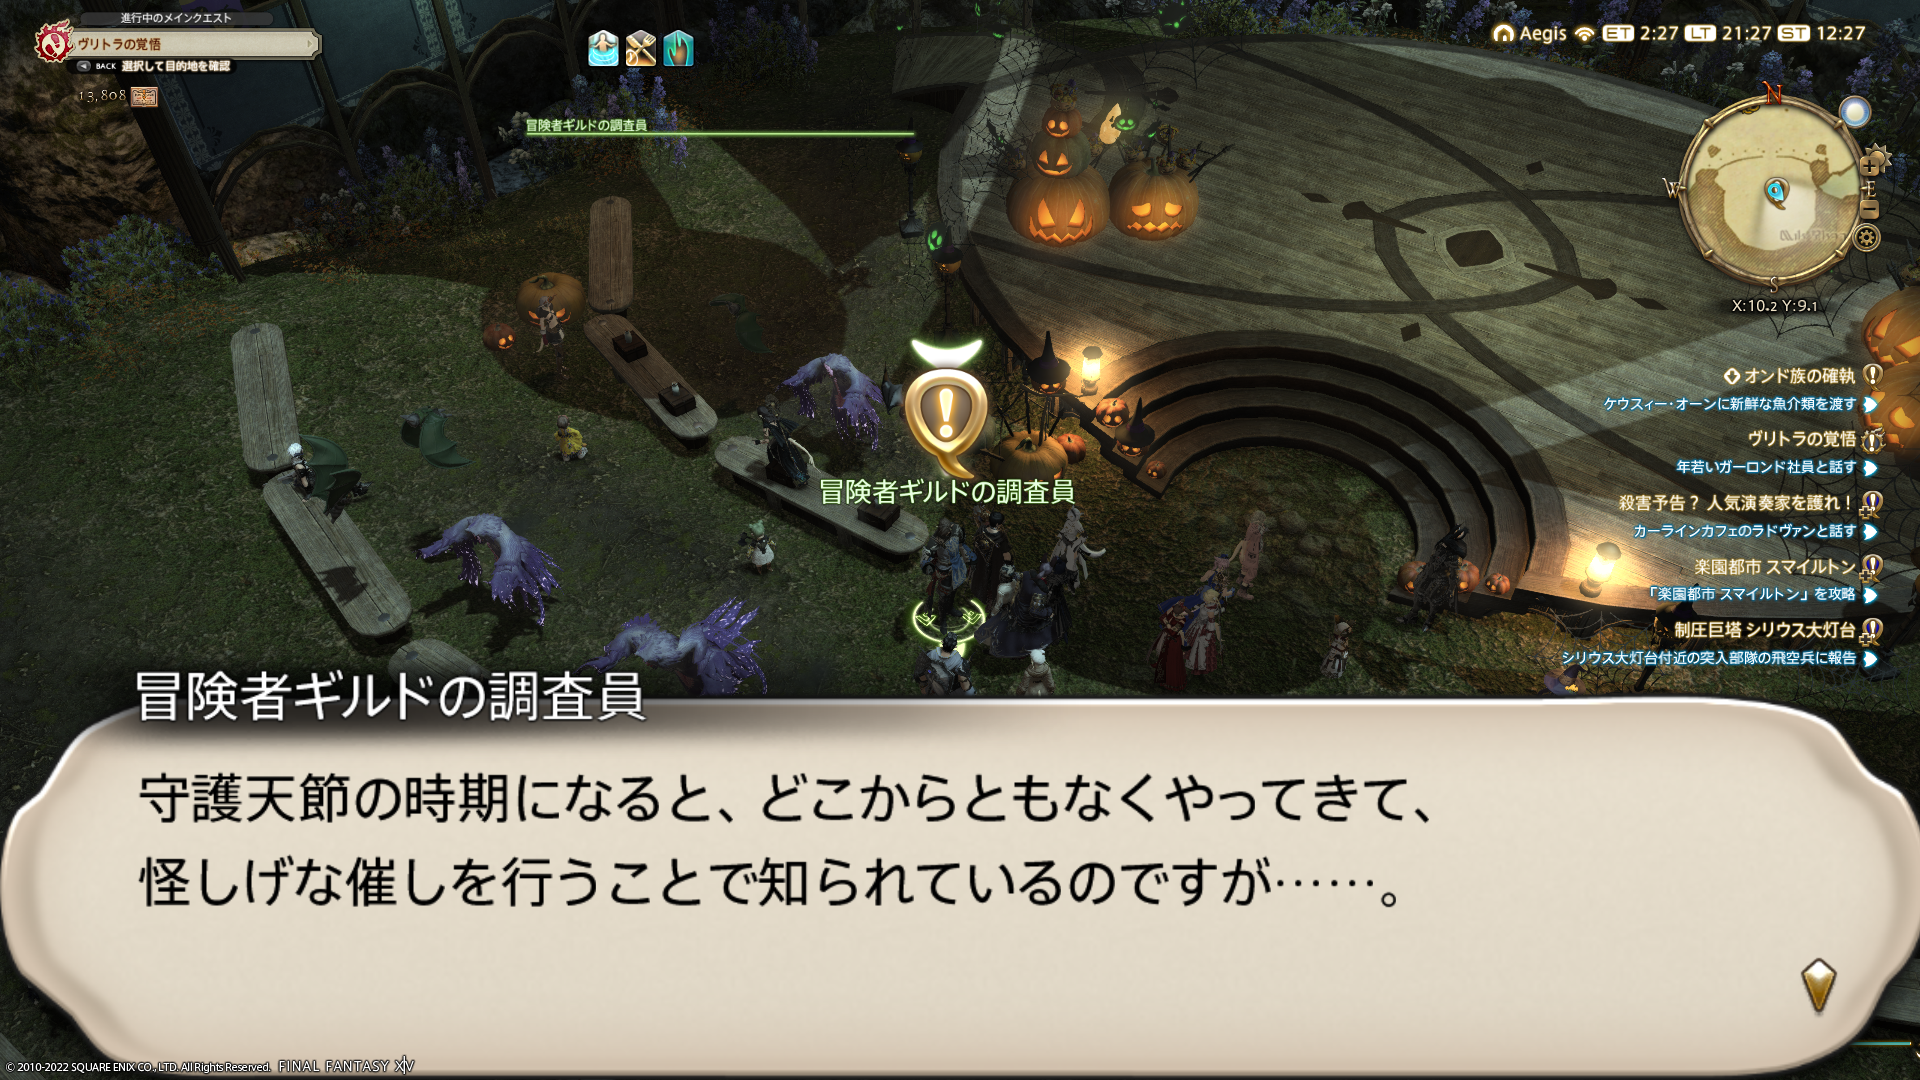 進行中のメインクエスト
ヴリトラの覚悟
BACK 選択して目的地を確認
13,808
Aegis ET 2:27 LT 21:27 ST 12:27
冒険者ギルドの調査員
N
W
E
S
X:10.2 Y:9.1
オンド族の確執
ケウスィー・オーンに新鮮な魚介類を渡す
ヴリトラの覚悟
年若いガーロンド社員と話す
殺害予告？ 人気演奏家を護れ！
カーラインカフェのラドヴァンと話す
楽園都市 スマイルトン
「楽園都市 スマイルトン」を攻略
制圧巨塔 シリウス大灯台
シリウス大灯台付近の突入部隊の飛空兵に報告
冒険者ギルドの調査員
冒険者ギルドの調査員
守護天節の時期になると、どこからともなくやってきて、
怪しげな催しを行うことで知られているのですが……。
© 2010-2022 SQUARE ENIX CO., LTD. All Rights Reserved. FINAL FANTASY XIV